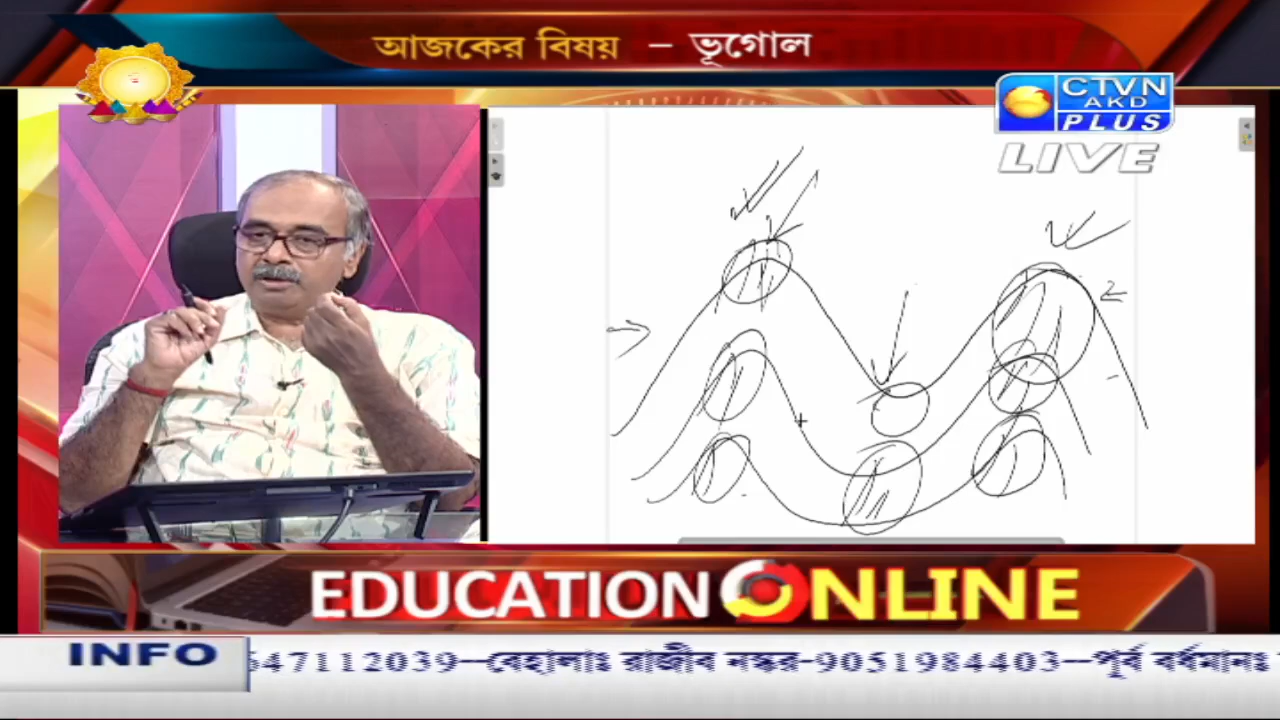 আজকের বিষয় – ভূগোল
CTVN
AKD
PLUS
LIVE
EDUCATION ONLINE
INFO
647112039--বেহালাঃ রাজীব নস্কর-9051984403--পূর্ব বর্ধমানঃ